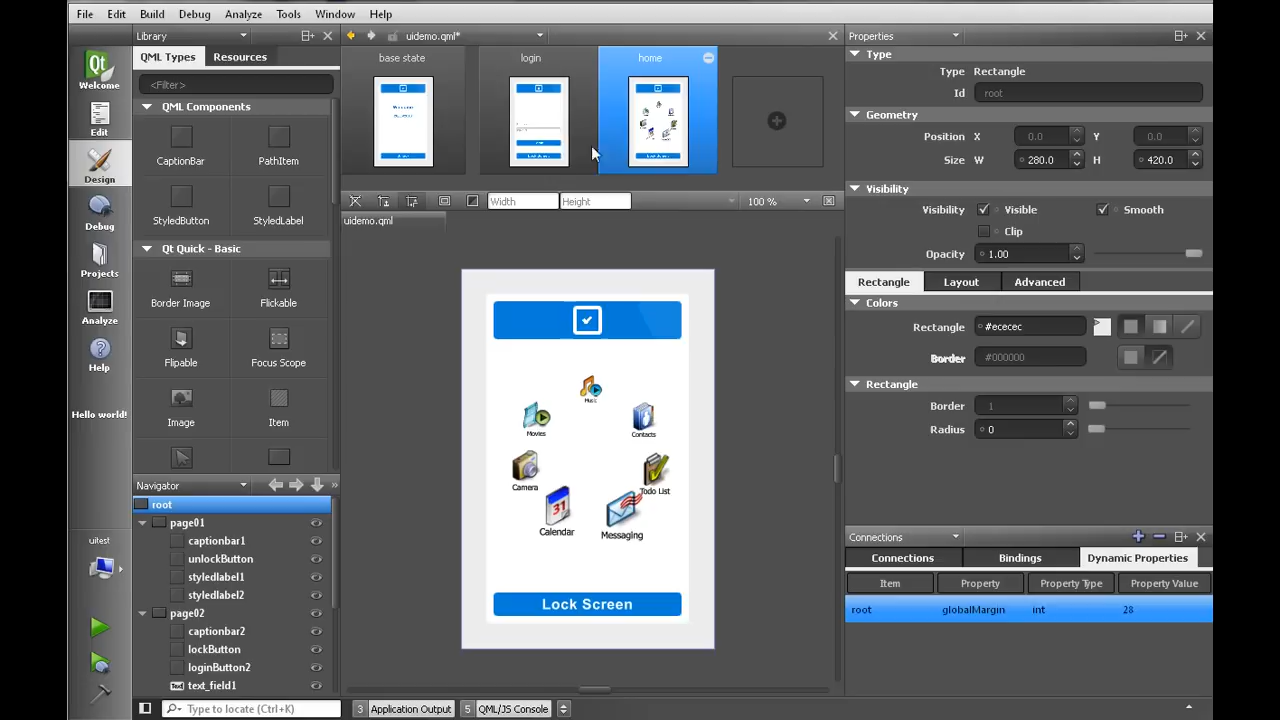 File Edit Build Debug Analyze Tools Window Help
Library
uidemo.qml*
Properties
Qt
Welcome
Edit
Design
Debug
Projects
Analyze
Help
Hello world!
uitest
QML Types Resources
<Filter>
QML Components
CaptionBar PathItem
StyledButton StyledLabel
Qt Quick - Basic
Border Image Flickable
Flipable Focus Scope
Image Item
Navigator
root
page01
captionbar1
unlockButton
styledlabel1
styledlabel2
page02
captionbar2
lockButton
loginButton2
Text text_field1
base state login home
Width Height 100 %
uidemo.qml
Music
Movies
Contacts
Camera
Todo List
31
Calendar
Messaging
Lock Screen
Type
Type Rectangle
Id root
Geometry
Position X 0.0 Y 0.0
Size W 280.0 H 420.0
Visibility
Visibility Visible Smooth
Clip
Opacity 1.00
Rectangle Layout Advanced
Colors
Rectangle #ececec
Border #000000
Rectangle
Border 1
Radius 0
Connections
Connections Bindings Dynamic Properties
Item Property Property Type Property Value
root globalMargin int 28
Type to locate (Ctrl+K) 3 Application Output 5 QML/JS Console